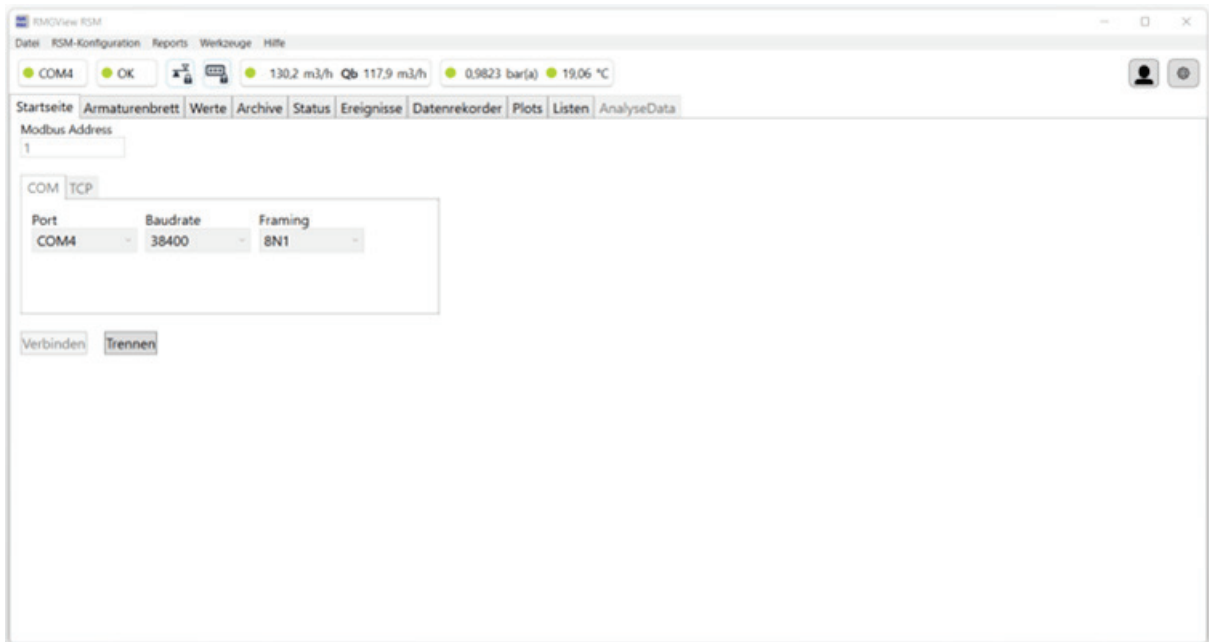 RMGView RSM
Datei RSM-Konfiguration Reports Werkzeuge Hilfe
COM4 OK 130,2 m3/h Qb 117,9 m3/h 0,9823 bar(a) 19,06 °C
Startseite Armaturenbrett Werte Archive Status Ereignisse Datenrekorder Plots Listen AnalyseData
Modbus Address
1
COM TCP
Port Baudrate Framing
COM4 38400 8N1
Verbinden Trennen